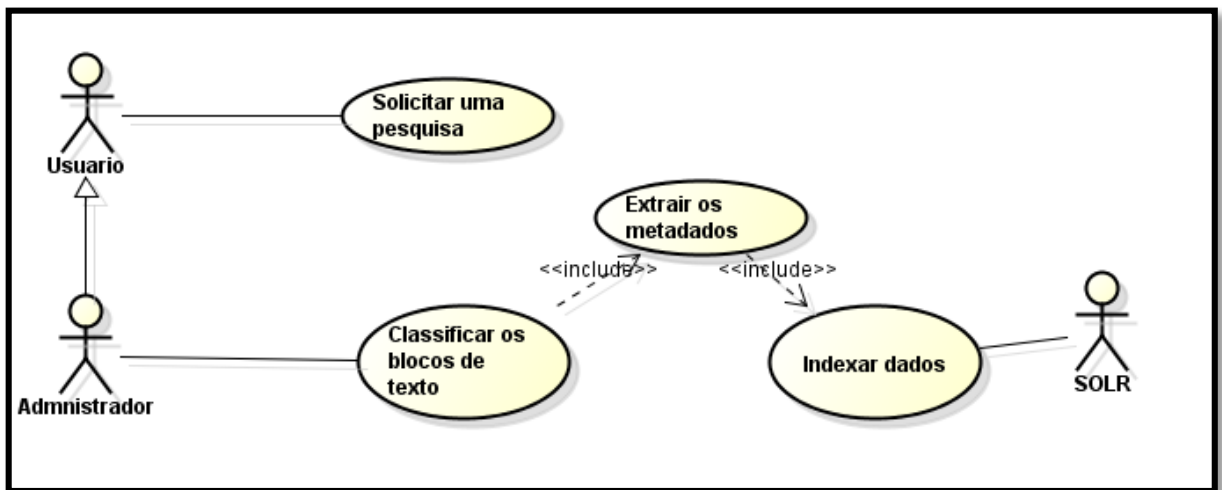 Solicitar uma
pesquisa
Usuario
Extrair os
metadados
<<include>>
<<include>>
Classificar os
blocos de
texto
Indexar dados
SOLR
Admnistrador